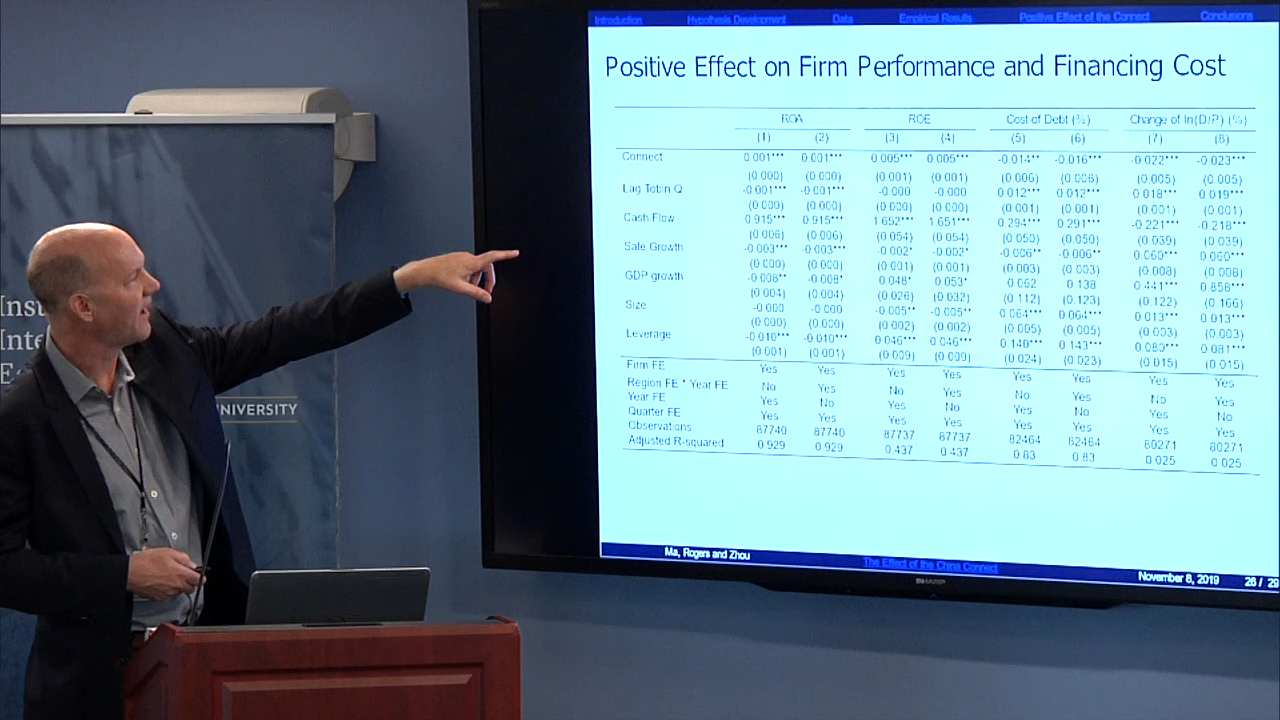 Introduction Hypothesis Development Data Empirical Results Positive Effect of the Connect Conclusions
Positive Effect on Firm Performance and Financing Cost
ROA ROE Cost of Debt (%) Change of ln(D/P) (%)
(1) (2) (3) (4) (5) (6) (7) (8)
Connect 0.001*** 0.001*** 0.005*** 0.005*** -0.014** -0.016*** -0.022*** -0.023***
(0.000) (0.000) (0.001) (0.001) (0.006) (0.006) (0.005) (0.005)
Lag Tobin Q -0.001*** -0.001*** -0.000 -0.000 0.012*** 0.012*** 0.018*** 0.019***
(0.000) (0.000) (0.000) (0.000) (0.001) (0.001) (0.001) (0.001)
Cash Flow 0.915*** 0.915*** 1.652*** 1.651*** 0.294*** 0.291*** -0.221*** -0.218***
(0.006) (0.006) (0.054) (0.054) (0.050) (0.050) (0.039) (0.039)
Sale Growth -0.003*** -0.003*** -0.002* -0.002* -0.006** -0.006** 0.060*** 0.060***
(0.000) (0.000) (0.001) (0.001) (0.003) (0.003) (0.008) (0.008)
GDP growth -0.008** -0.008* 0.048* 0.053* 0.062 0.138 0.441*** 0.858***
(0.004) (0.004) (0.026) (0.032) (0.112) (0.123) (0.122) (0.166)
Size -0.000 -0.000 -0.005** -0.005** 0.064*** 0.064*** 0.013*** 0.013***
(0.000) (0.000) (0.002) (0.002) (0.005) (0.005) (0.003) (0.003)
Leverage -0.010*** -0.010*** 0.046*** 0.046*** 0.140*** 0.143*** 0.080*** 0.081***
(0.001) (0.001) (0.009) (0.009) (0.024) (0.023) (0.015) (0.015)
Firm FE Yes Yes Yes Yes Yes Yes Yes Yes
Region FE * Year FE No Yes No Yes No Yes No Yes
Year FE Yes No Yes No Yes No Yes No
Quarter FE Yes Yes Yes Yes Yes Yes Yes Yes
Observations 87740 87740 87737 87737 82464 82464 80271 80271
Adjusted R-squared 0.929 0.929 0.437 0.437 0.83 0.83 0.025 0.025
Ma, Rogers and Zhou The Effect of the China Connect November 8, 2019 26 / 29
SHARP
Inst
Inte
E
NIVERSITY